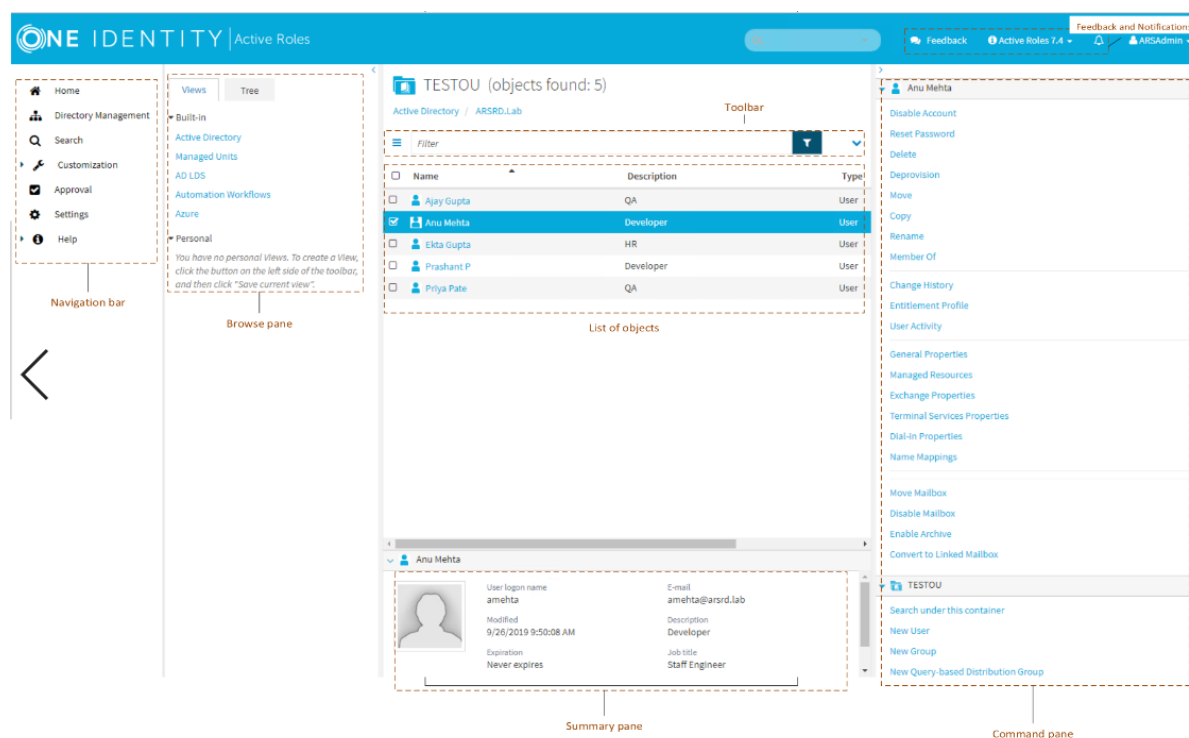 ONE IDENTITY Active Roles
Feedback
Active Roles 7.4
ARSAdmin
Feedback and Notification
Home
Directory Management
Search
Customization
Approval
Settings
Help
Navigation bar
Views Tree
Built-in
Active Directory
Managed Units
AD LDS
Automation Workflows
Azure
Personal
You have no personal Views. To create a View,
click the button on the left side of the toolbar,
and then click "Save current view".
Browse pane
TESTOU (objects found: 5)
Active Directory / ARSRD.Lab
Toolbar
Filter
Name Description Type
Ajay Gupta QA User
Anu Mehta Developer User
Ekta Gupta HR User
Prashant P Developer User
Priya Pate QA User
List of objects
Anu Mehta
User logon name E-mail
amehta amehta@arsrd.lab
Modified Description
9/26/2019 9:50:08 AM Developer
Expiration Job title
Never expires Staff Engineer
Summary pane
Anu Mehta
Disable Account
Reset Password
Delete
Deprovision
Move
Copy
Rename
Member Of
Change History
Entitlement Profile
User Activity
General Properties
Managed Resources
Exchange Properties
Terminal Services Properties
Dial-in Properties
Name Mappings
Move Mailbox
Disable Mailbox
Enable Archive
Convert to Linked Mailbox
TESTOU
Search under this container
New User
New Group
New Query-based Distribution Group
Command pane